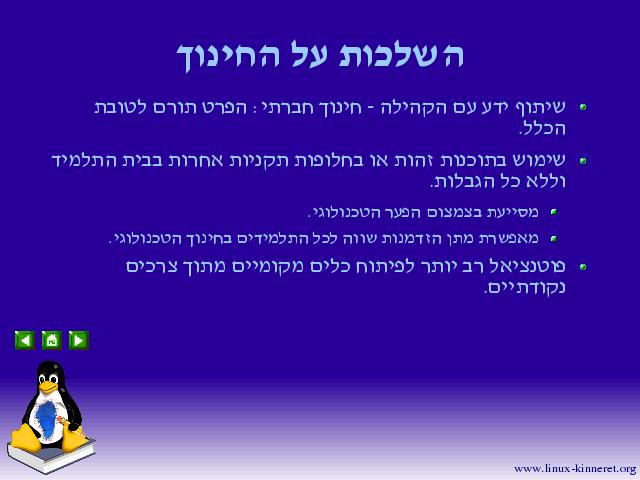 השלכות על החינוך
שיתוף ידע עם הקהילה - חינוך חברתי : הפרט תורם לטובת
הכלל.
שימוש בתוכנות זהות או בחלופות תקניות אחרות בבית התלמיד
וללא כל הגבלות.
מסייעת בצמצום הפער הטכנולוגי.
מאפשרת מתן הזדמנות שווה לכל התלמידים בחינוך הטכנולוגי.
פוטנציאל רב יותר לפיתוח כלים מקומיים מתוך צרכים
נקודתיים.
www.linux-kinneret.org